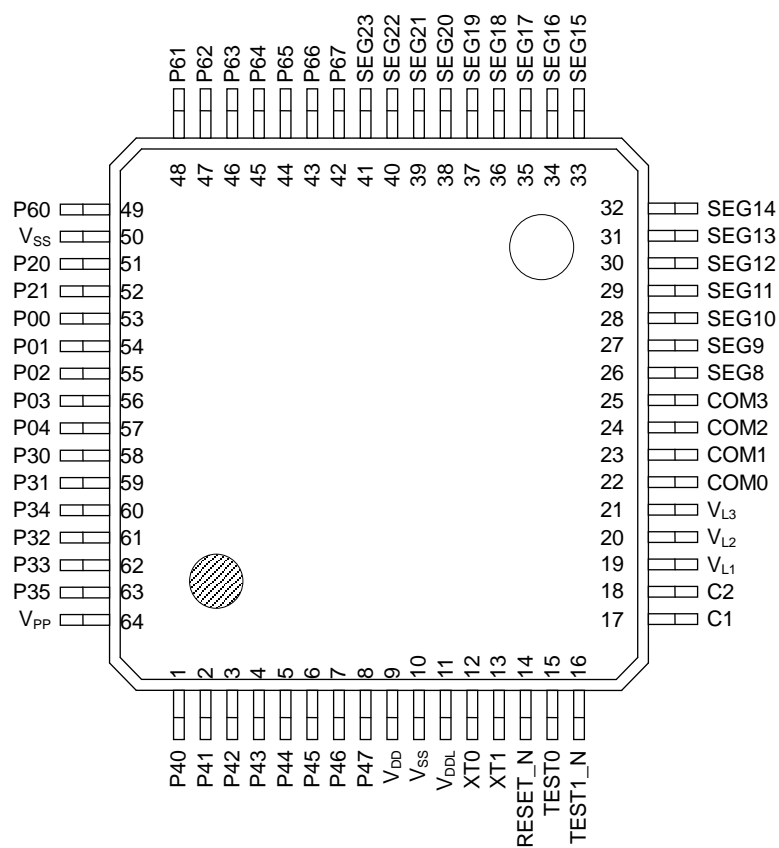 P61 P62 P63 P64 P65 P66 P67 SEG23 SEG22 SEG21 SEG20 SEG19 SEG18 SEG17 SEG16 SEG15
48 47 46 45 44 43 42 41 40 39 38 37 36 35 34 33
P60 49
VSS 50
P20 51
P21 52
P00 53
P01 54
P02 55
P03 56
P04 57
P30 58
P31 59
P34 60
P32 61
P33 62
P35 63
VPP 64
32 SEG14
31 SEG13
30 SEG12
29 SEG11
28 SEG10
27 SEG9
26 SEG8
25 COM3
24 COM2
23 COM1
22 COM0
21 VL3
20 VL2
19 VL1
18 C2
17 C1
1 2 3 4 5 6 7 8 9 10 11 12 13 14 15 16
P40 P41 P42 P43 P44 P45 P46 P47 VDD VSS VDDL XT0 XT1 RESET_N TEST0 TEST1_N